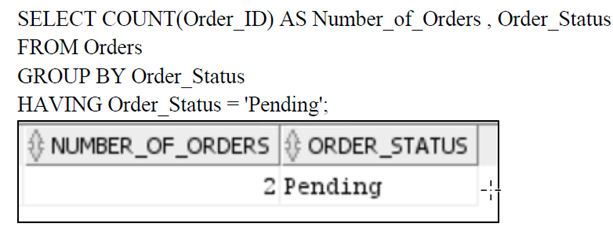 SELECT COUNT(Order_ID) AS Number_of_Orders , Order_Status
FROM Orders
GROUP BY Order_Status
HAVING Order_Status = 'Pending';
NUMBER_OF_ORDERS ORDER_STATUS
2 Pending